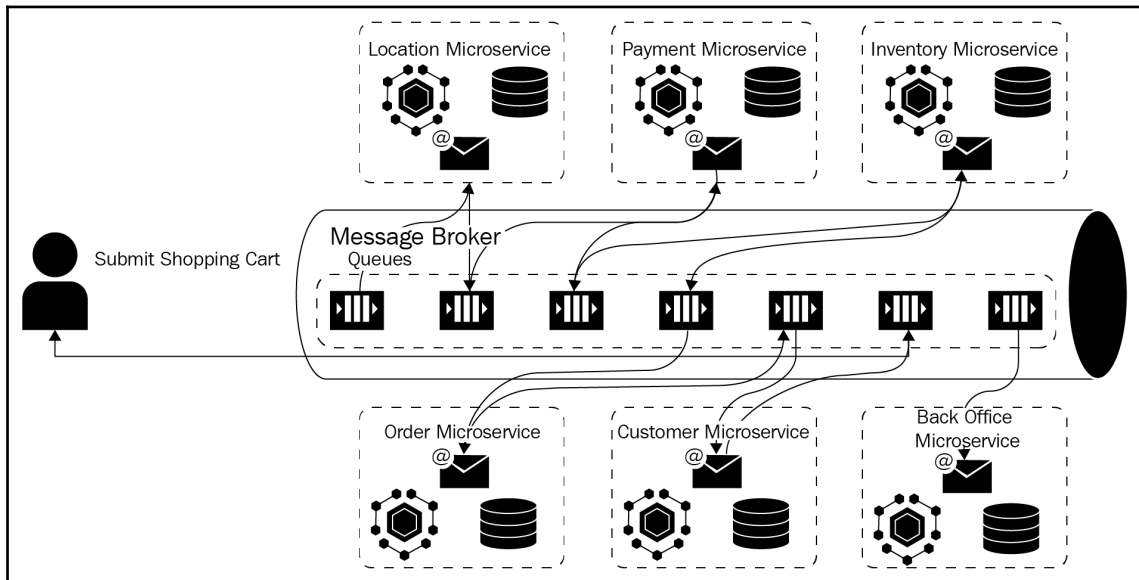 Location Microservice
Payment Microservice
Inventory Microservice
@
@
@
Message Broker
Queues
Submit Shopping Cart
Order Microservice
Customer Microservice
Back Office
Microservice
@
@
@